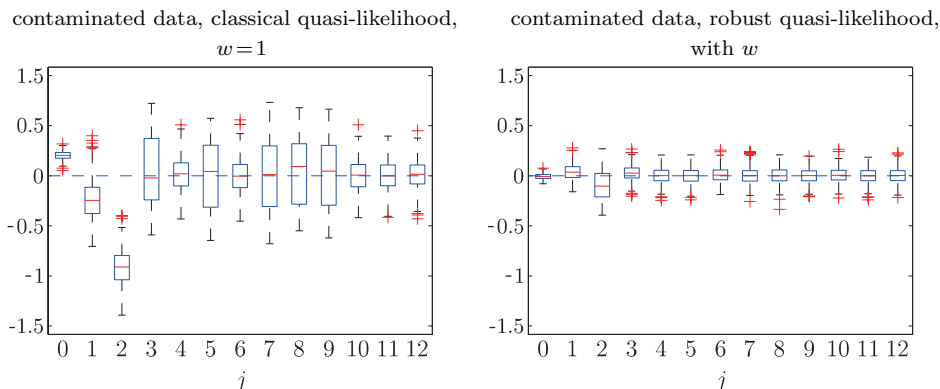 contaminated data, classical quasi-likelihood,
w=1
1.5
0.5
0
-0.5
-1
-1.5
0 1 2 3 4 5 6 7 8 9 10 11 12
j
contaminated data, robust quasi-likelihood,
with w
1.5
0.5
0
-0.5
-1
-1.5
0 1 2 3 4 5 6 7 8 9 10 11 12
j